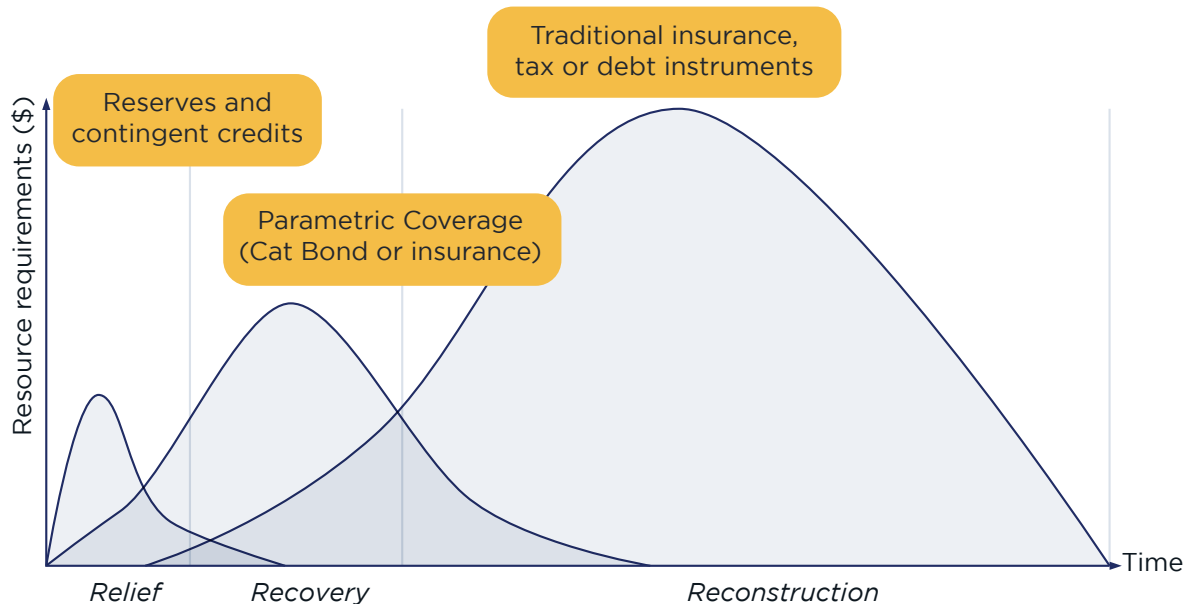 Traditional insurance,
tax or debt instruments
Reserves and
contingent credits
Parametric Coverage
(Cat Bond or insurance)
Resource requirements ($)
Time
Relief
Recovery
Reconstruction